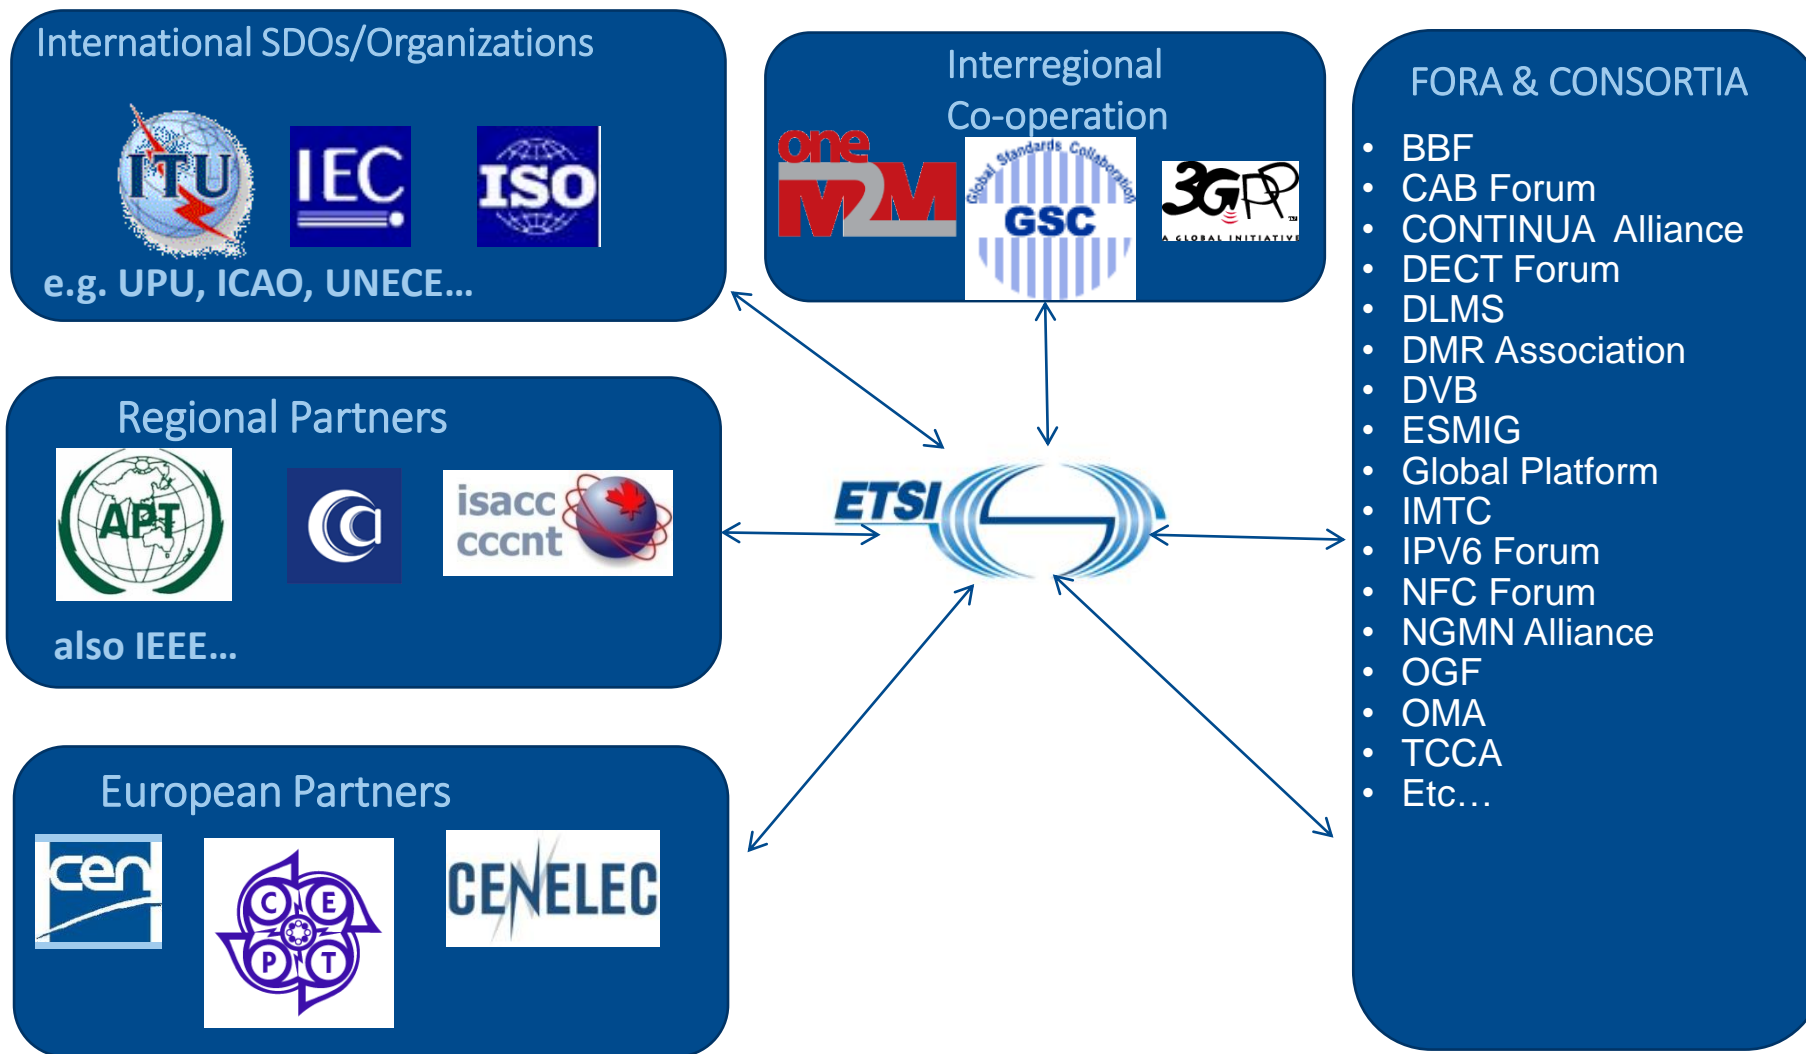 International SDOs/Organizations
ITU
IEC
ISO
e.g. UPU, ICAO, UNECE...
Interregional
Co-operation
one
M2M
Global Standards Collaboration
GSC
3GPP
TM
A GLOBAL INITIATIVE
Regional Partners
APT
isacc
cccnt
also IEEE...
European Partners
cen
C E
P T
CENELEC
ETSI
FORA & CONSORTIA
• BBF
• CAB Forum
• CONTINUA Alliance
• DECT Forum
• DLMS
• DMR Association
• DVB
• ESMIG
• Global Platform
• IMTC
• IPV6 Forum
• NFC Forum
• NGMN Alliance
• OGF
• OMA
• TCCA
• Etc...